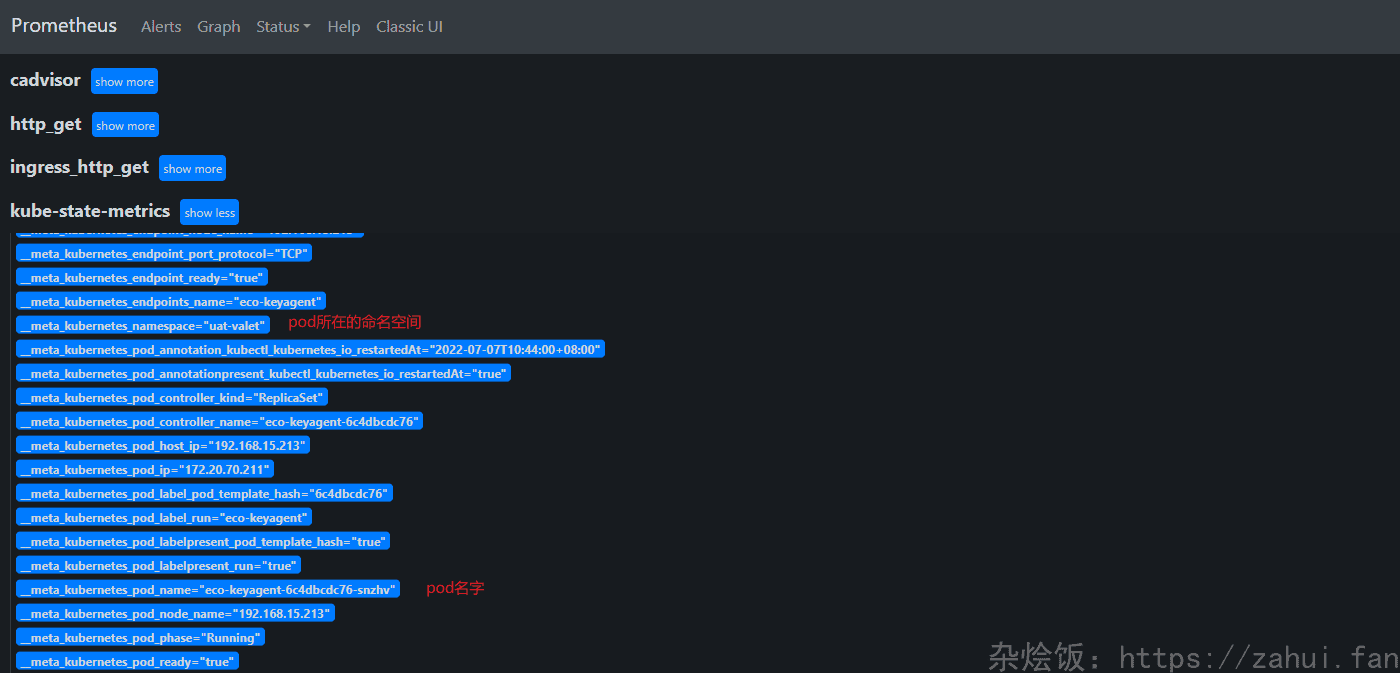 Prometheus Alerts Graph Status Help Classic UI
cadvisor show more
http_get show more
ingress_http_get show more
kube-state-metrics show less
__meta_kubernetes_endpoint_port_protocol="TCP"
__meta_kubernetes_endpoint_ready="true"
__meta_kubernetes_endpoints_name="eco-keyagent"
__meta_kubernetes_namespace="uat-valet" pod所在的命名空间
__meta_kubernetes_pod_annotation_kubectl_kubernetes_io_restartedAt="2022-07-07T10:44:00+08:00"
__meta_kubernetes_pod_annotationpresent_kubectl_kubernetes_io_restartedAt="true"
__meta_kubernetes_pod_controller_kind="ReplicaSet"
__meta_kubernetes_pod_controller_name="eco-keyagent-6c4dbcdc76"
__meta_kubernetes_pod_host_ip="192.168.15.213"
__meta_kubernetes_pod_ip="172.20.70.211"
__meta_kubernetes_pod_label_pod_template_hash="6c4dbcdc76"
__meta_kubernetes_pod_label_run="eco-keyagent"
__meta_kubernetes_pod_labelpresent_pod_template_hash="true"
__meta_kubernetes_pod_labelpresent_run="true"
__meta_kubernetes_pod_name="eco-keyagent-6c4dbcdc76-snzhv" pod名字
__meta_kubernetes_pod_node_name="192.168.15.213"
__meta_kubernetes_pod_phase="Running"
__meta_kubernetes_pod_ready="true"
杂烩饭：https://zahui.fan